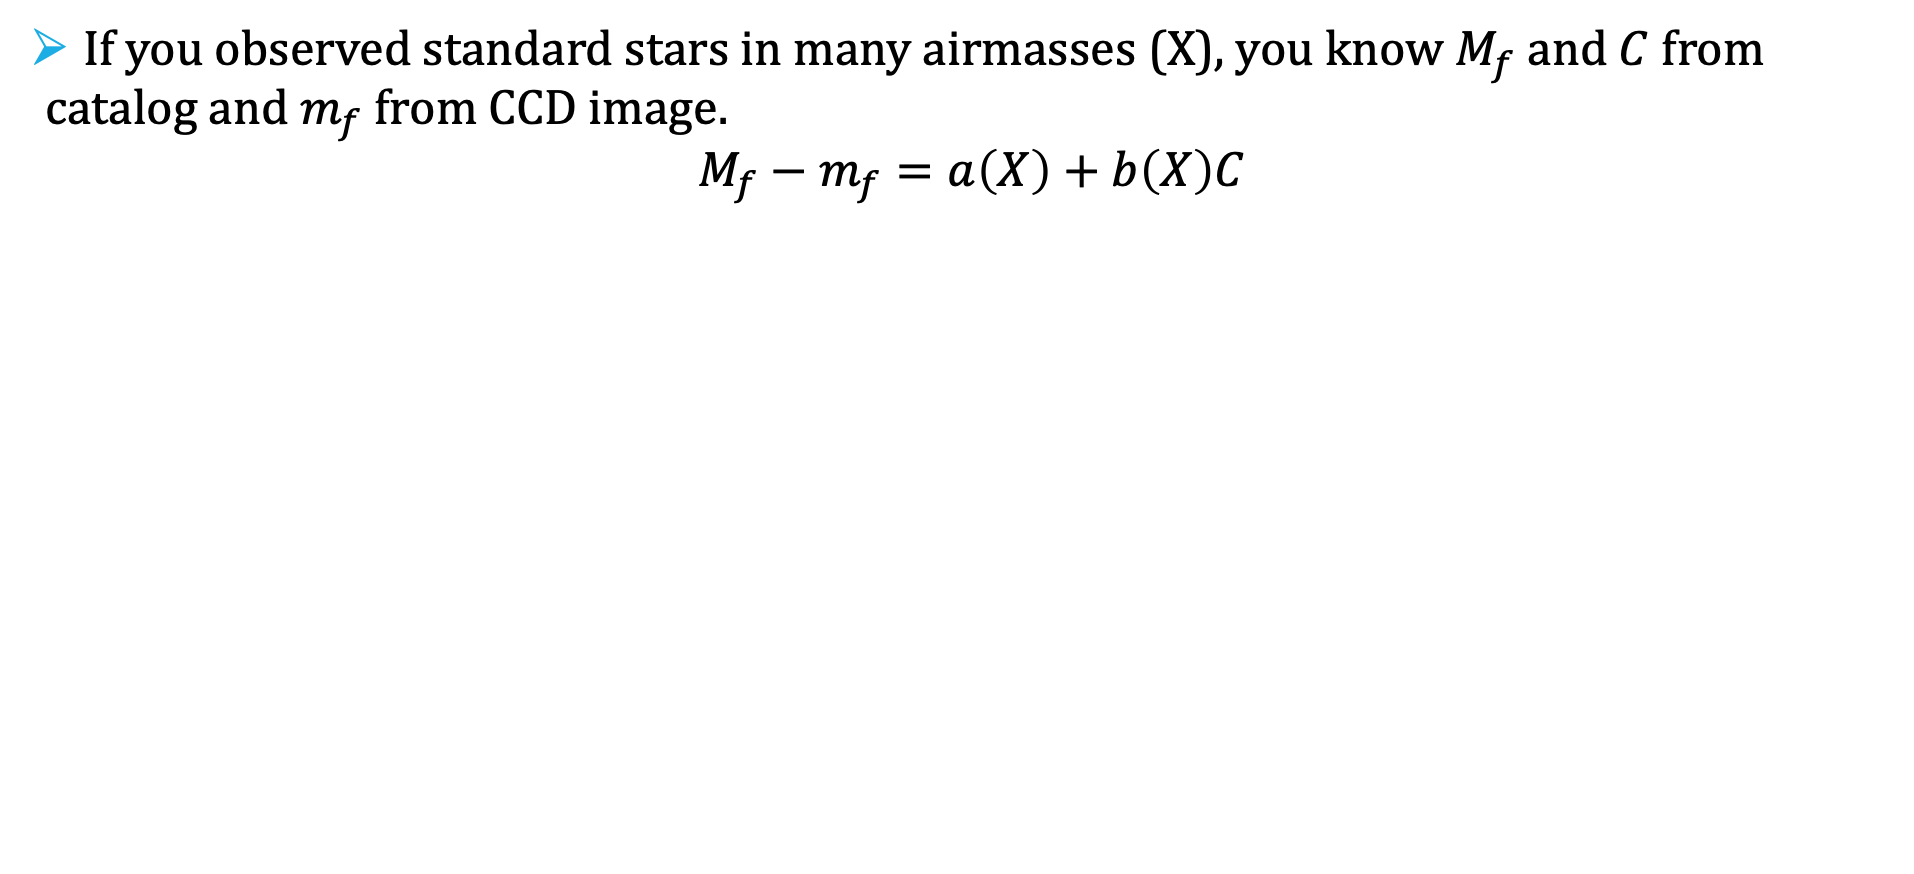 ➢ If you observed standard stars in many airmasses (X), you know $M_f$ and $C$ from
catalog and $m_f$ from CCD image.
$M_f - m_f = a(X) + b(X)C$